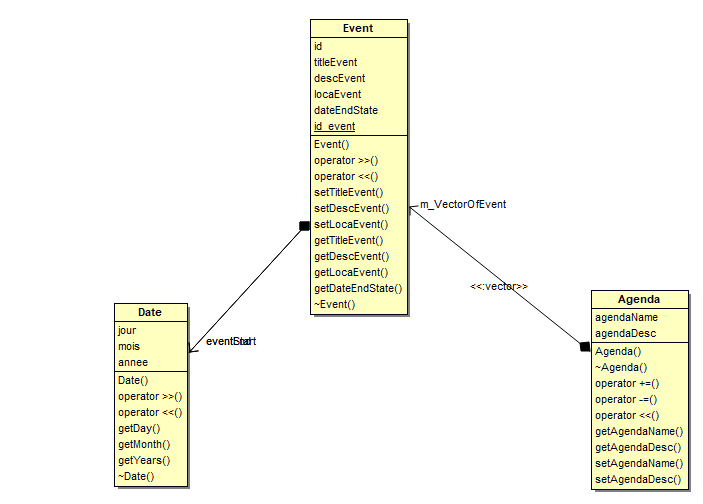 Event
id
titleEvent
descEvent
locaEvent
dateEndState
id_event
Event()
operator >>()
operator <<()
setTitleEvent()
setDescEvent()
setLocaEvent()
getTitleEvent()
getDescEvent()
getLocaEvent()
getDateEndState()
~Event()
m_VectorOfEvent
<<:vector>>
Date
jour
mois
annee
Date()
operator >>()
operator <<()
getDay()
getMonth()
getYears()
~Date()
Agenda
agendaName
agendaDesc
Agenda()
~Agenda()
operator +=()
operator -=()
operator <<()
getAgendaName()
getAgendaDesc()
setAgendaName()
setAgendaDesc()